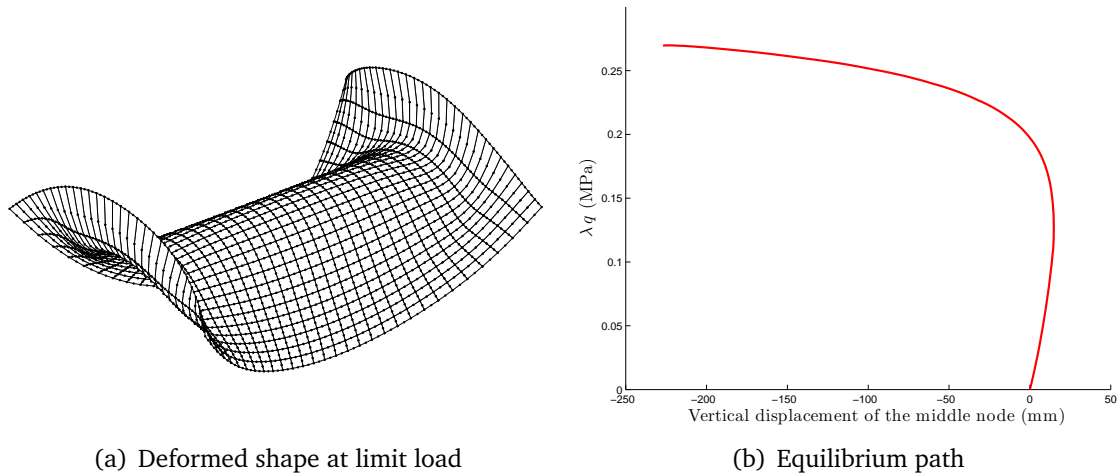 0.25
0.2
0.15
0.1
0.05
0
λ q (MPa)
-250 -200 -150 -100 -50 0 50
Vertical displacement of the middle node (mm)
(a) Deformed shape at limit load
(b) Equilibrium path